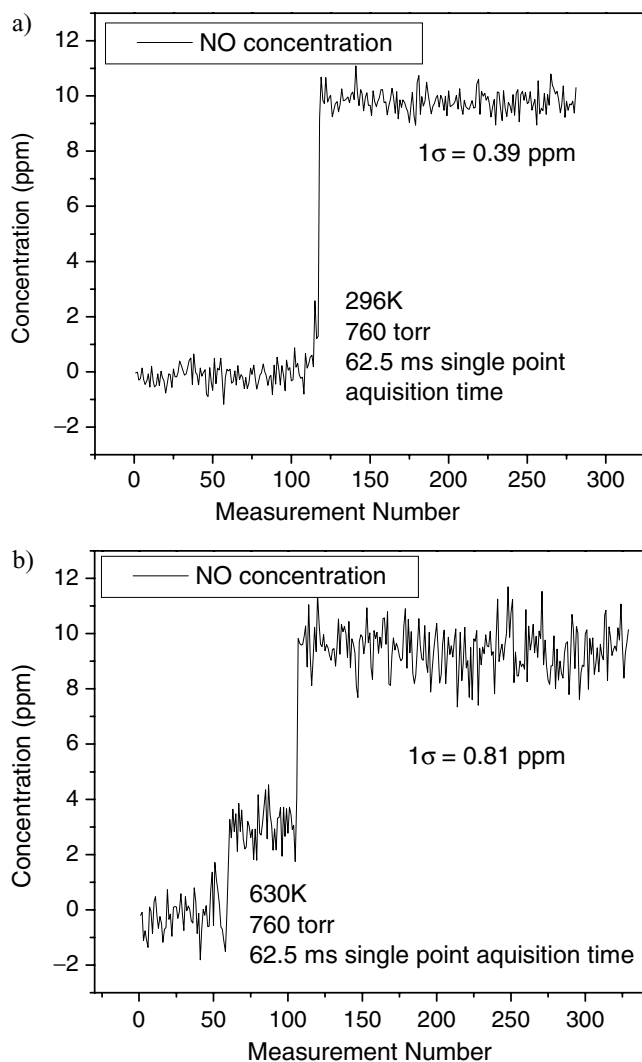 a)
12
10
8
6
4
2
0
−2
Concentration (ppm)
NO concentration
1σ = 0.39 ppm
296K
760 torr
62.5 ms single point
aquisition time
0 50 100 150 200 250 300
Measurement Number
b)
12
10
8
6
4
2
0
−2
Concentration (ppm)
NO concentration
1σ = 0.81 ppm
630K
760 torr
62.5 ms single point aquisition time
0 50 100 150 200 250 300
Measurement Number